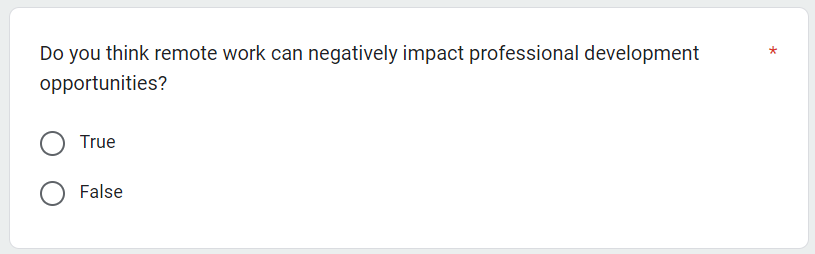 Do you think remote work can negatively impact professional development *
opportunities?
True
False